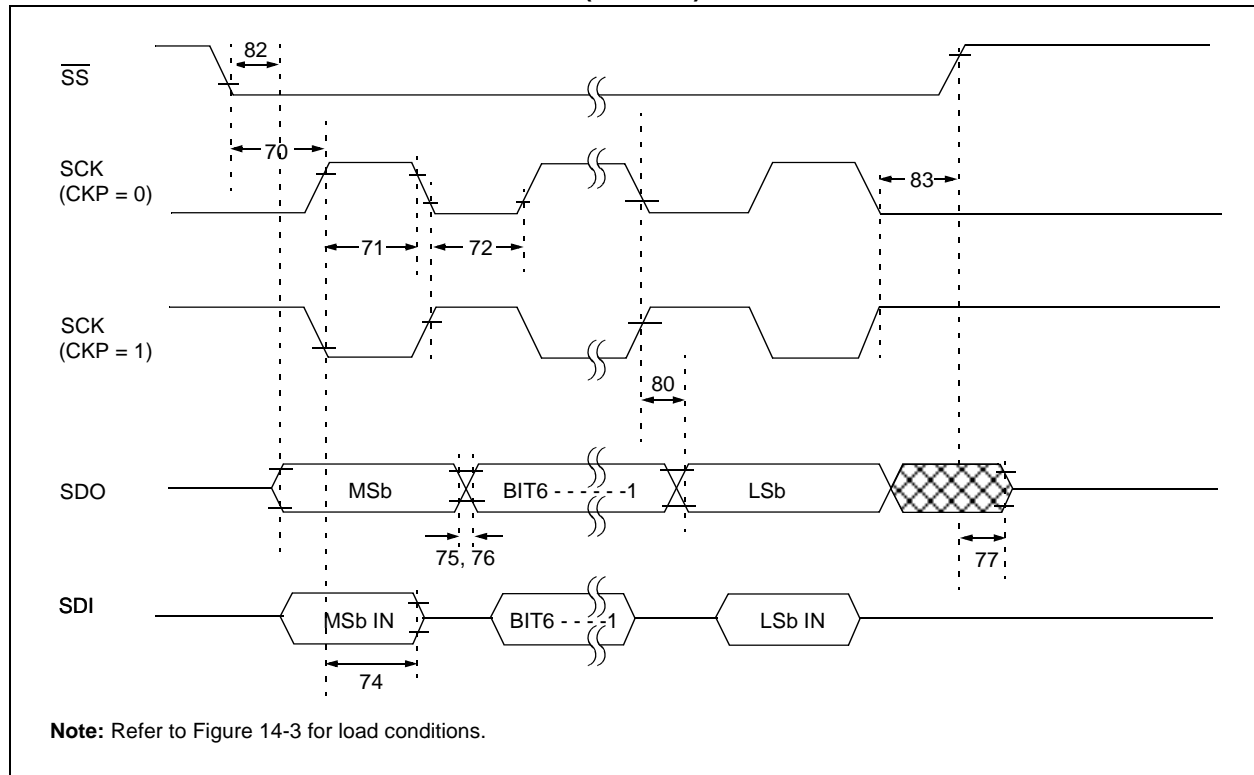 82
SS
70
SCK
(CKP = 0)
83
71
72
SCK
(CKP = 1)
80
SDO
MSb
BIT6 - - - - - -1
LSb
75, 76
77
SDI
MSb IN
BIT6 - - - -1
LSb IN
74
Note: Refer to Figure 14-3 for load conditions.